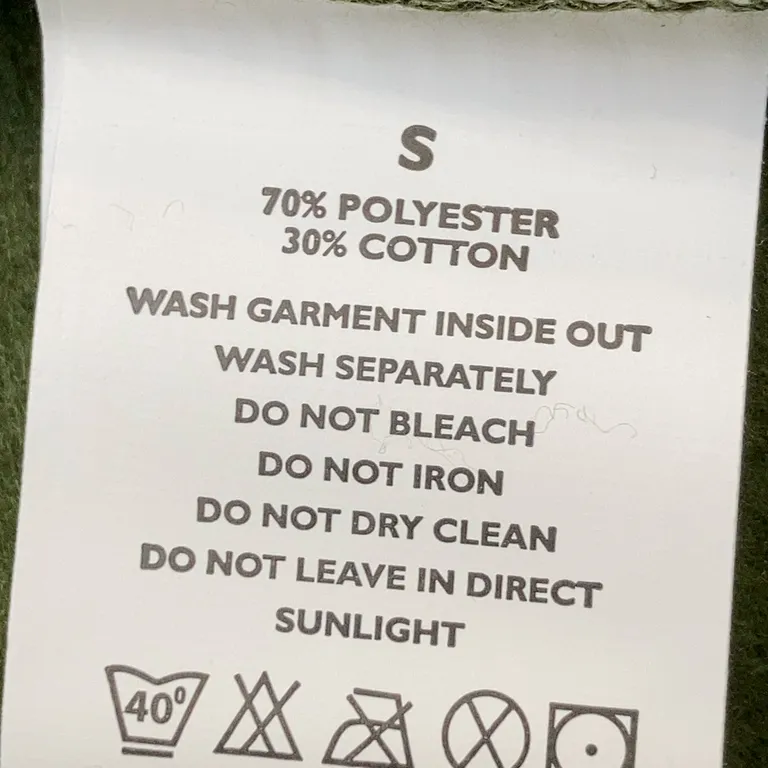 S
70% POLYESTER
30% COTTON
WASH GARMENT INSIDE OUT
WASH SEPARATELY
DO NOT BLEACH
DO NOT IRON
DO NOT DRY CLEAN
DO NOT LEAVE IN DIRECT
SUNLIGHT
40⁰